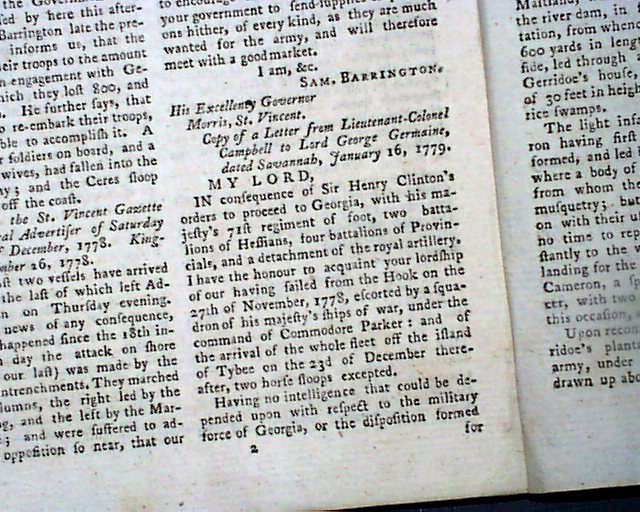 the Govern
ed by here this after-
Barrington late the pre-
informs us, that the
eir troops to the amount
n engagement with Ge-
hich they loſt 800, and
. He further ſays, that
o re-embark their troops,
ble to accompliſh it. A
r ſoldiers on board, and a
wives, had fallen into the
ny; and the Ceres ſloop
off the coaſt.
the St. Vincent Gazette
ral Advertiſer of Saturday
December, 1778. King-
mber 26, 1778.
aſt two veſſels have arrived
the laſt of which left Ad-
n on Thurſday evening.
news of any conſequence,
happened ſince the 18th in-
day the attack on ſhore
our laſt) was made by the
ntrenchments. They marched
lumns, the right led by the
g, and the left by the Mar-
; and were ſuffered to ad-
oppoſition ſo near, that our
to encourage
your government to ſend ſupplies
ons hither, of every kind, as they are much
wanted for the army, and will therefore
meet with a good market.
I am, &c.
SAM. BARRINGTON.
His Excellency Governor
Morris, St. Vincent.
Copy of a Letter from Lieutenant-Colonel
Campbell to Lord George Germaine,
dated Savannah, January 16, 1779.
MY LORD,
IN conſequence of Sir Henry Clinton's
orders to proceed to Georgia, with his ma-
jeſty's 71ſt regiment of foot, two batta-
lions of Heſſians, four battalions of Provin-
cials, and a detachment of the royal artillery.
I have the honour to acquaint your lordſhip
of our having ſailed from the Hook on the
27th of November, 1778, eſcorted by a ſqua-
dron of his majeſty's ſhips of war, under the
command of Commodore Parker: and of
the arrival of the whole fleet off the iſland
of Tybee on the 23d of December there-
after, two horſe ſloops excepted.
Having no intelligence that could be de-
pended upon with reſpect to the military
force of Georgia, or the diſpoſition formed
for
2
Maitland,
the river dam, in
tation, from when
600 yards in length
ſide, led through a
Gerridoe's houſe,
of 30 feet in heigh
rice ſwamps.
The light infa
ron having firſt
formed, and led
where a body of
from whom th
muſquetry; but
on with their u
no time to rep
ſtantly to the
landing for the
Cameron, a ſp
cer, with two
this occaſion,
Upon recon
ridoe's plant
army, under
drawn up abo